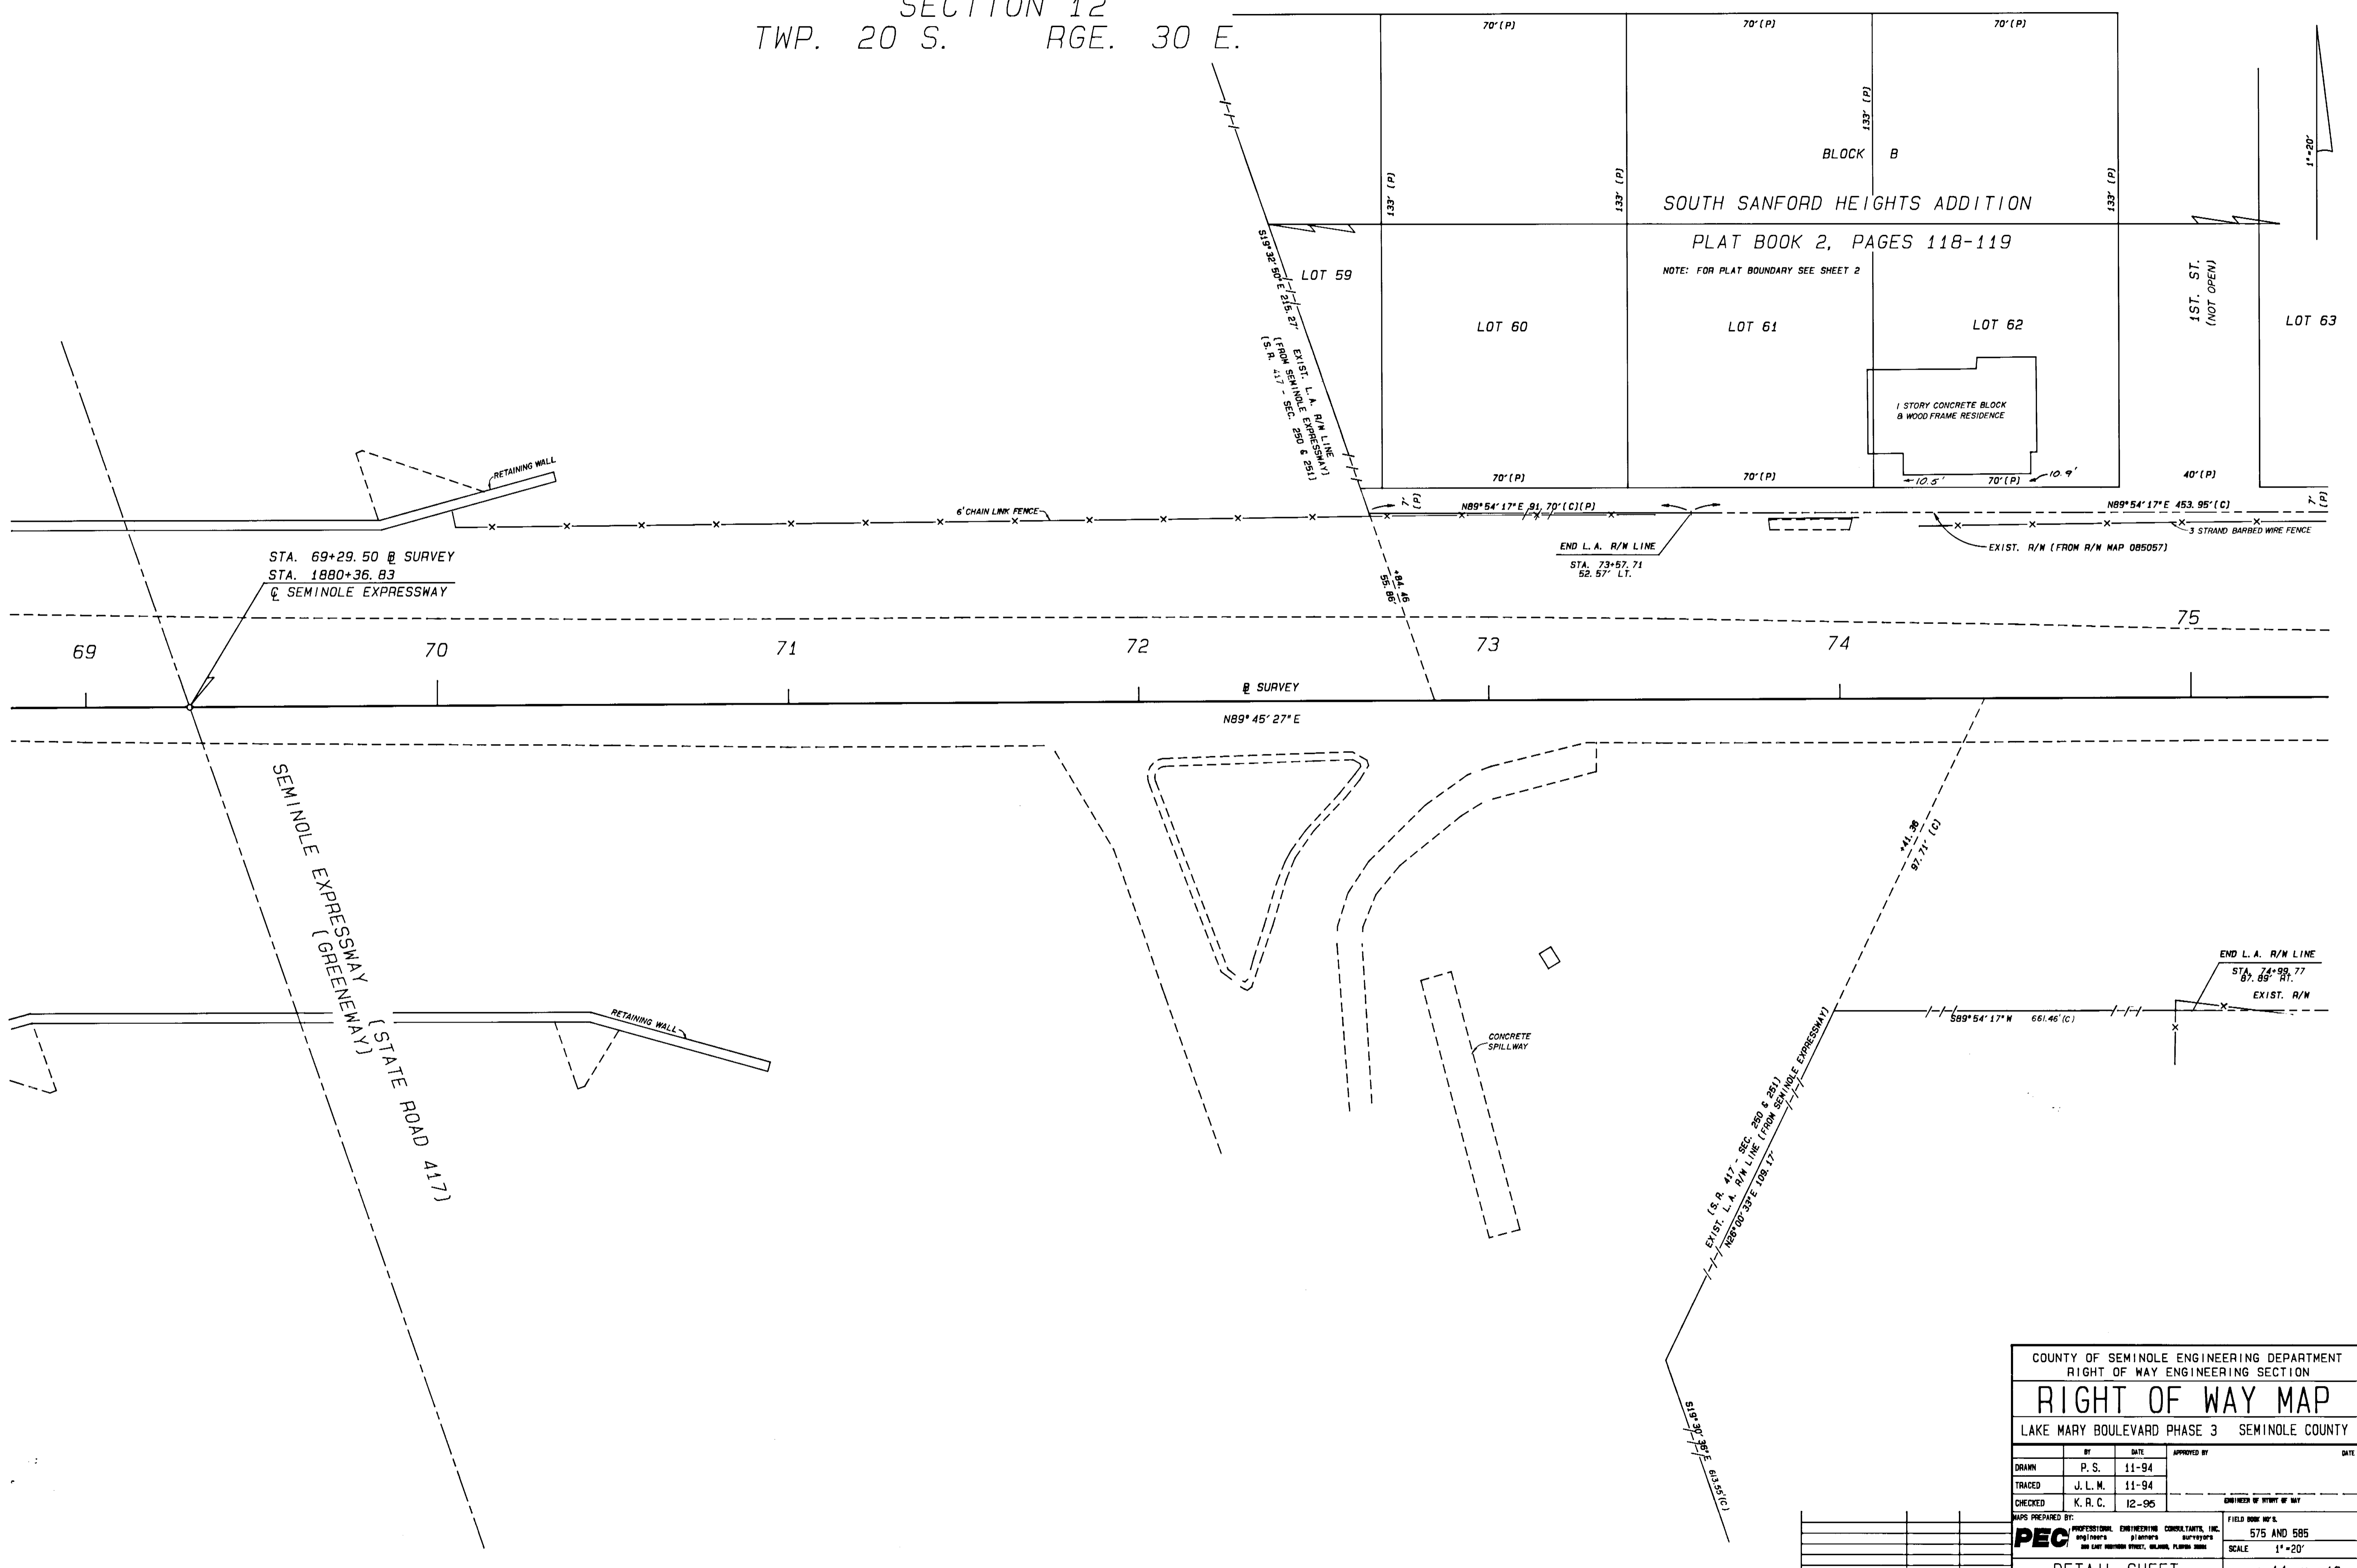 SECTION 12
TWP. 20 S. RGE. 30 E.
70'(P)
70'(P)
70'(P)
133' (P)
133' (P)
133' (P)
133' (P)
1"=20'
BLOCK B
SOUTH SANFORD HEIGHTS ADDITION
PLAT BOOK 2, PAGES 118-119
NOTE: FOR PLAT BOUNDARY SEE SHEET 2
LOT 59
LOT 60
LOT 61
LOT 62
1ST. ST.
(NOT OPEN)
LOT 63
S19°32'50"E 215.27'
EXIST. L.A. R/W LINE
(FROM SEMINOLE EXPRESSWAY)
(S.R. 417 - SEC. 250 & 251)
1 STORY CONCRETE BLOCK
& WOOD FRAME RESIDENCE
70'(P)
70'(P)
10.5'
70'(P)
10.9'
40'(P)
7'
(P)
7'
(P)
N89°54'17"E 91.70'(C)(P)
N89°54'17"E 453.95'(C)
3 STRAND BARBED WIRE FENCE
EXIST. R/W (FROM R/W MAP 085057)
END L.A. R/W LINE
STA. 73+57.71
52.57' LT.
RETAINING WALL
6' CHAIN LINK FENCE
STA. 69+29.50 ℄ SURVEY
STA. 1880+36.83
℄ SEMINOLE EXPRESSWAY
+84.46
55.86'
69
70
71
72
73
74
75
℄ SURVEY
N89°45'27"E
SEMINOLE EXPRESSWAY (STATE ROAD 417)
(GREENEWAY)
RETAINING WALL
CONCRETE
SPILLWAY
+41.36
97.71' (C)
END L.A. R/W LINE
STA. 74+99.77
87.89' RT.
EXIST. R/W
S89°54'17"W 661.46'(C)
(S.R. 417 - SEC. 250 & 251)
EXIST. L.A. R/W LINE (FROM SEMINOLE EXPRESSWAY)
N26°00'33"E 109.17'
S19°30'36"E 613.55'(C)
COUNTY OF SEMINOLE ENGINEERING DEPARTMENT
RIGHT OF WAY ENGINEERING SECTION
RIGHT OF WAY MAP
LAKE MARY BOULEVARD PHASE 3 SEMINOLE COUNTY
BY DATE APPROVED BY DATE
DRAWN P.S. 11-94
TRACED J.L.M. 11-94
CHECKED K.R.C. 12-95
ENGINEER OF RIGHT OF WAY
MAPS PREPARED BY:
PEC PROFESSIONAL ENGINEERING CONSULTANTS, INC.
engineers planners surveyors
FIELD BOOK NO'S.
575 AND 585
SCALE 1"=20'
DETAIL SHEET